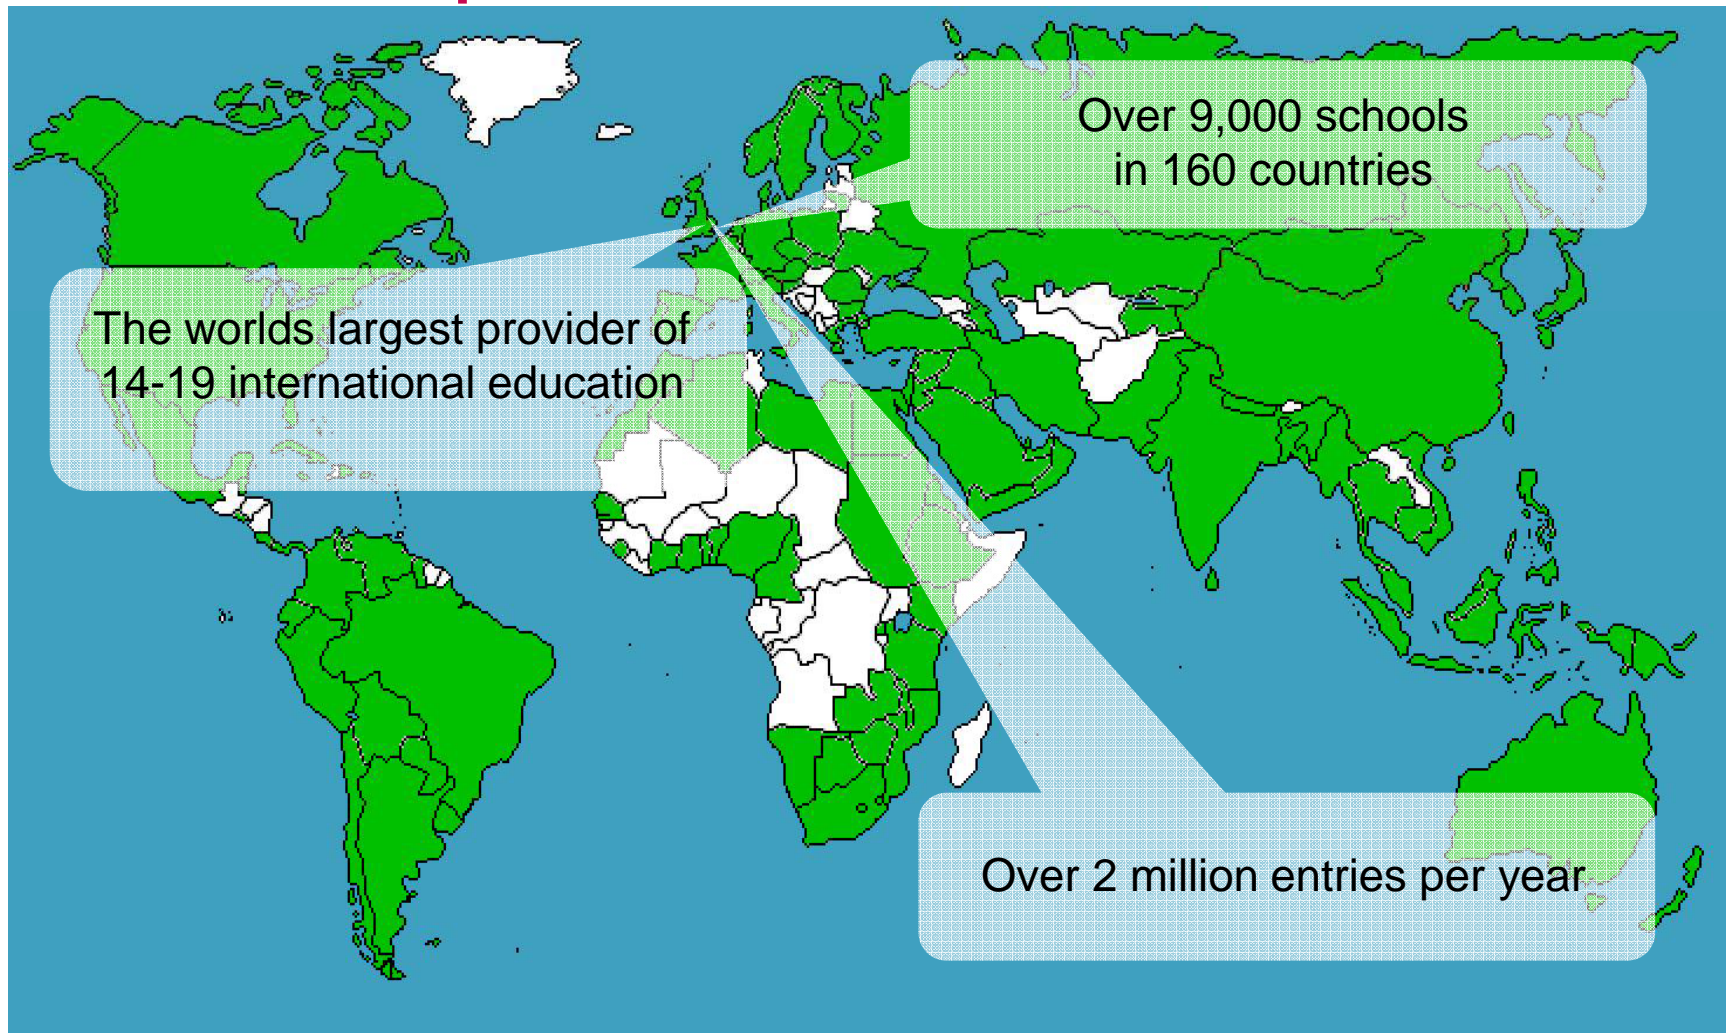 Over 9,000 schools
in 160 countries
The worlds largest provider of
14-19 international education
Over 2 million entries per year